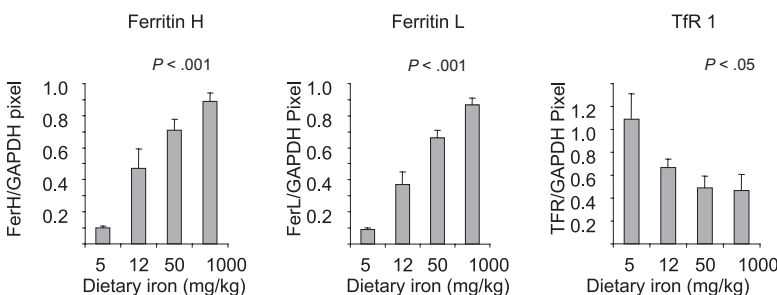 Ferritin H
P < .001
FerH/GAPDH pixel
1.0
0.8
0.6
0.4
0.2
5 12 50 1000
Dietary iron (mg/kg)
Ferritin L
P < .001
FerL/GAPDH Pixel
1.0
0.8
0.6
0.4
0.2
5 12 50 1000
Dietary iron (mg/kg)
TfR 1
P < .05
TFR/GAPDH Pixel
1.2
1.0
0.8
0.6
0.4
0.2
5 12 50 1000
Dietary iron (mg/kg)